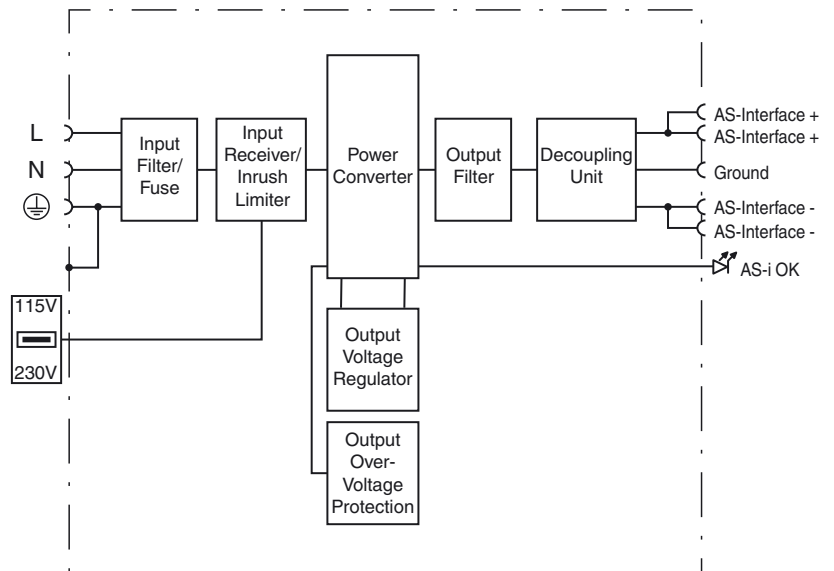 L
N
Input
Filter/
Fuse
Input
Receiver/
Inrush
Limiter
Power
Converter
Output
Filter
Decoupling
Unit
AS-Interface +
AS-Interface +
Ground
AS-Interface -
AS-Interface -
AS-i OK
115V
230V
Output
Voltage
Regulator
Output
Over-
Voltage
Protection